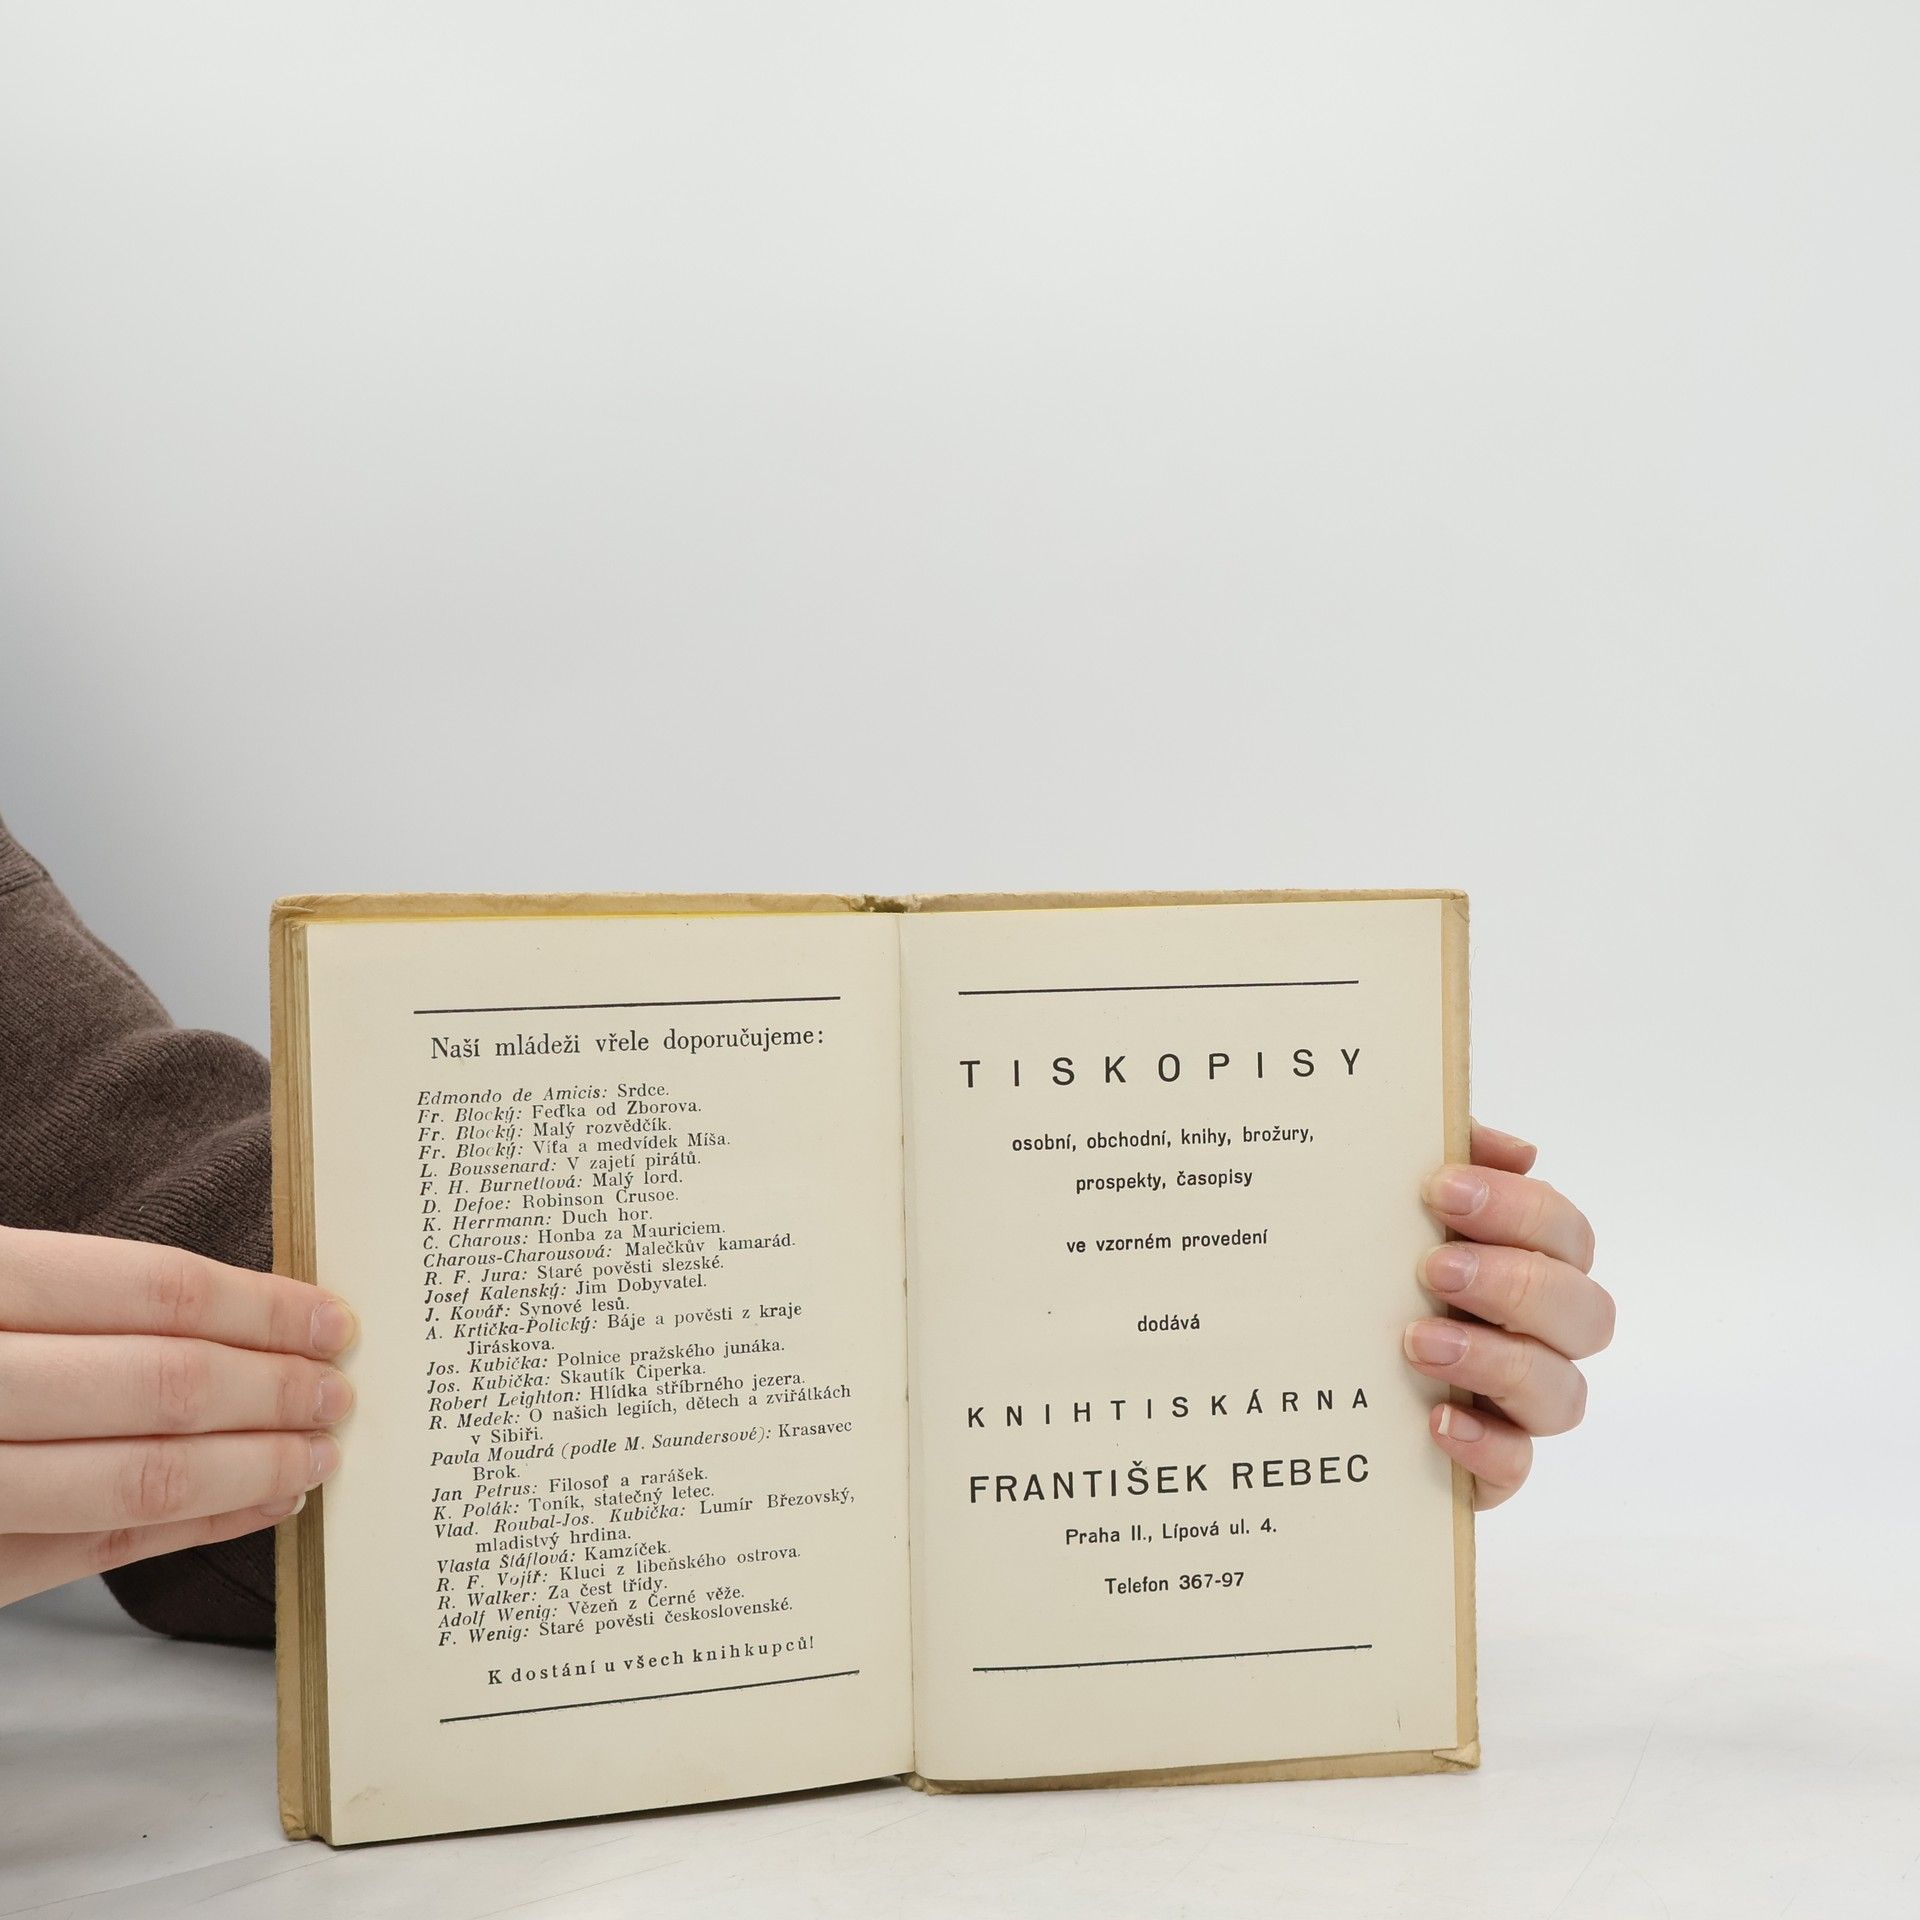 Naší mládeži vřele doporučujeme:
Edmondo de Amicis: Srdce.
Fr. Blocký: Feďka od Zborova.
Fr. Blocký: Malý rozvědčík.
Fr. Blocký: Víťa a medvídek Míša.
L. Boussenard: V zajetí pirátů.
F. H. Burnettová: Malý lord.
D. Defoe: Robinson Crusoe.
K. Herrmann: Duch hor.
Č. Charous: Honba za Mauriciem.
Charous-Charousová: Malečkův kamarád.
R. F. Jura: Staré pověsti slezské.
Josef Kalenský: Jim Dobyvatel.
J. Kovář: Synové lesů.
A. Krtička-Polický: Báje a pověsti z kraje
Jiráskova.
Jos. Kubička: Polnice pražského junáka.
Jos. Kubička: Skautík Čiperka.
Robert Leighton: Hlídka stříbrného jezera.
R. Medek: O našich legiích, dětech a zvířátkách
v Sibiři.
Pavla Moudrá (podle M. Saundersové): Krasavec
Brok.
Jan Petrus: Filosof a rarášek.
K. Polák: Toník, statečný letec.
Vlad. Roubal-Jos. Kubička: Lumír Březovský,
mladistvý hrdina.
Vlasta Štáflová: Kamzíček.
R. F. Vojíř: Kluci z libeňského ostrova.
R. Walker: Za čest třídy.
Adolf Wenig: Vězeň z Černé věže.
F. Wenig: Staré pověsti československé.
K dostání u všech knihkupců!
TISKOPISY
osobní, obchodní, knihy, brožury,
prospekty, časopisy
ve vzorném provedení
dodává
KNIHTISKÁRNA
FRANTIŠEK REBEC
Praha II., Lípová ul. 4.
Telefon 367-97